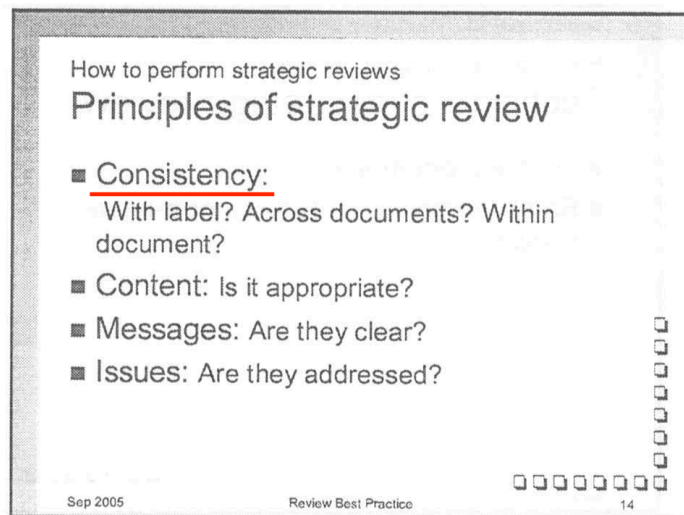 How to perform strategic reviews
Principles of strategic review
Consistency:
With label? Across documents? Within
document?
Content: Is it appropriate?
Messages: Are they clear?
Issues: Are they addressed?
Sep 2005 Review Best Practice 14